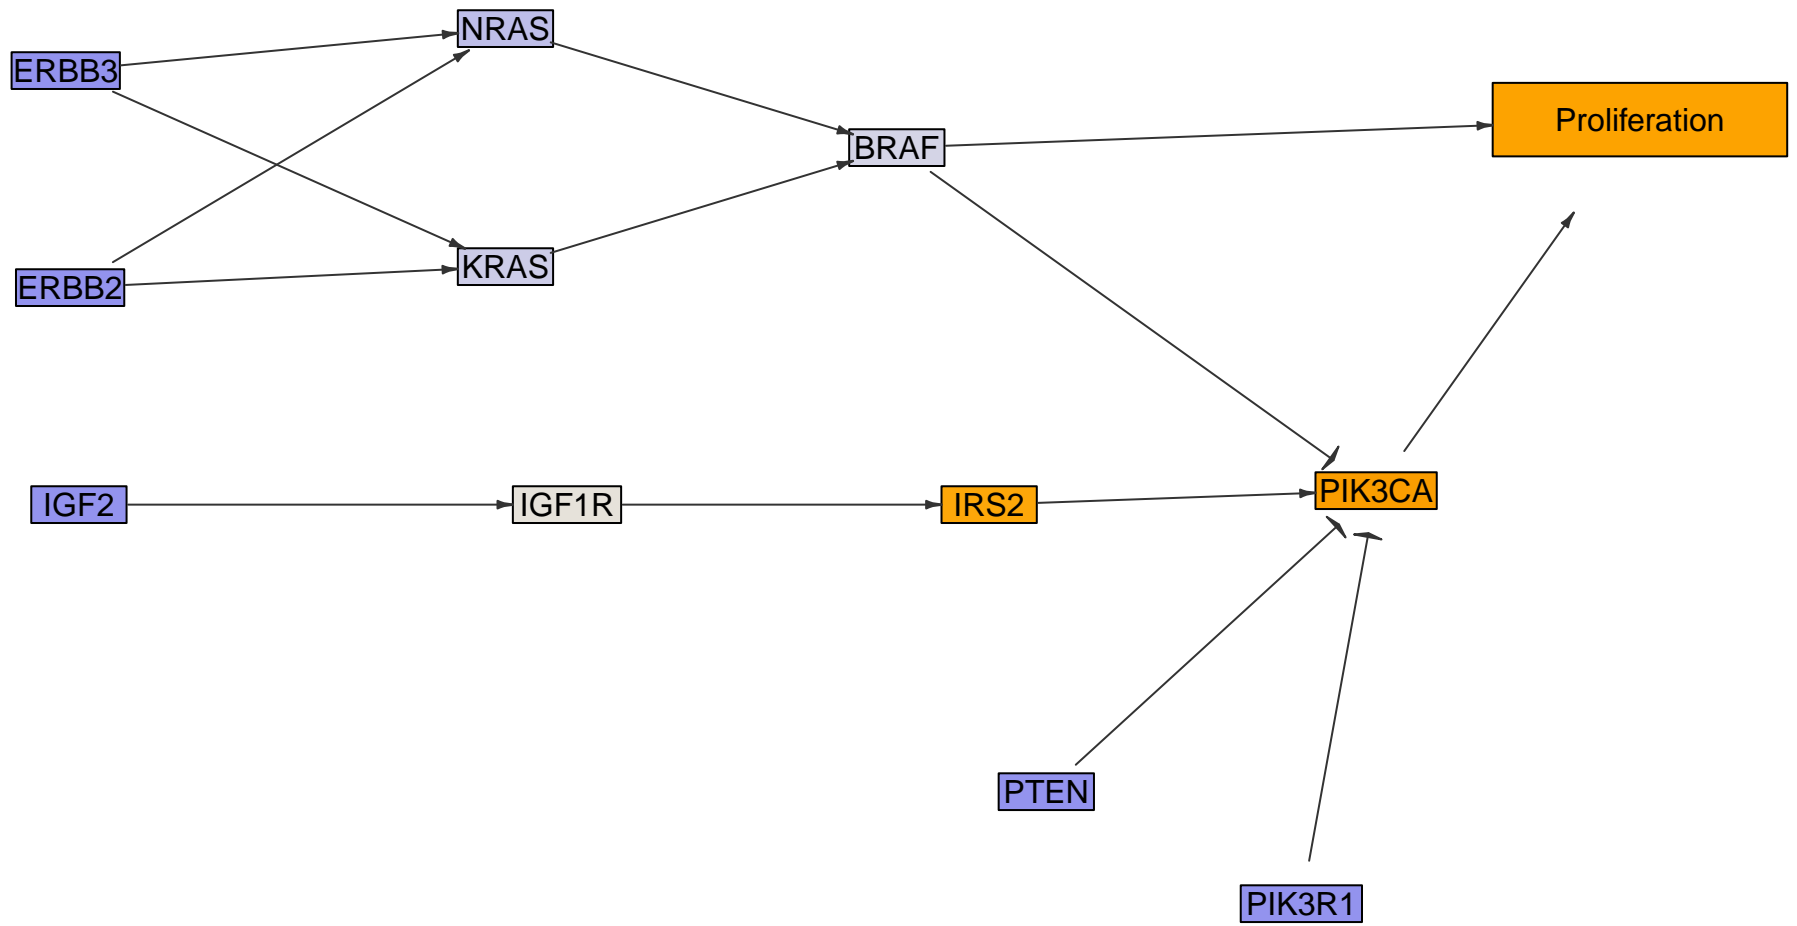 NRAS
ERBB3
Proliferation
BRAF
KRAS
ERBB2
PIK3CA
IGF2
IGF1R
IRS2
PTEN
PIK3R1